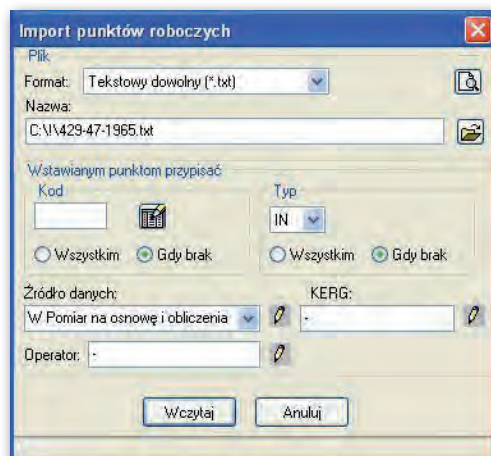 Import punktów roboczych
Plik
Format: Tekstowy dowolny (*.txt)
Nazwa:
C:\I\429-47-1965.txt
Wstawianym punktom przypisać
Kod
Typ
IN
Wszystkim Gdy brak
Wszystkim Gdy brak
Źródło danych:
KERG:
W Pomiar na osnowę i obliczenia
-
Operator: -
Wczytaj
Anuluj